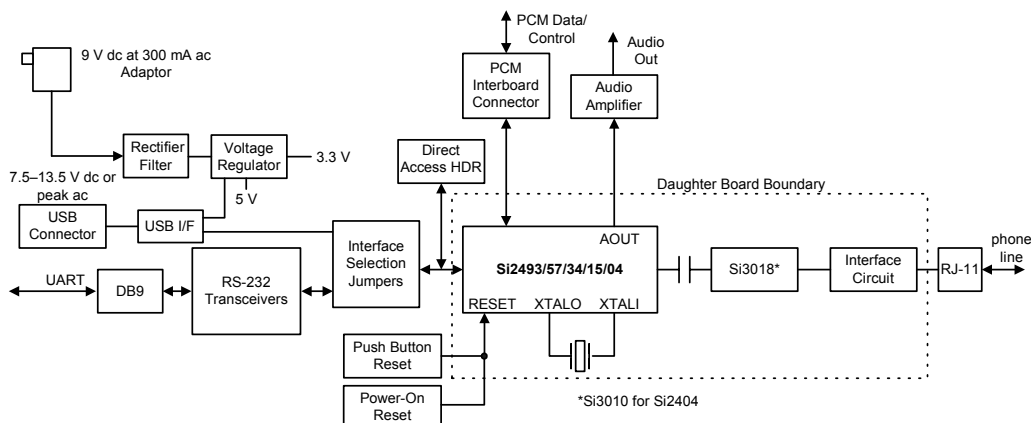 9 V dc at 300 mA ac
Adaptor
PCM Data/
Control
Audio
Out
PCM
Interboard
Connector
Audio
Amplifier
Rectifier
Filter
Voltage
Regulator
3.3 V
Direct
Access HDR
7.5–13.5 V dc or
peak ac
5 V
Daughter Board Boundary
USB
Connector
USB I/F
Interface
Selection
Jumpers
AOUT
Si2493/57/34/15/04
RESET
XTALO
XTALI
Si3018*
Interface
Circuit
RJ-11
phone
line
UART
DB9
RS-232
Transceivers
Push Button
Reset
Power-On
Reset
*Si3010 for Si2404